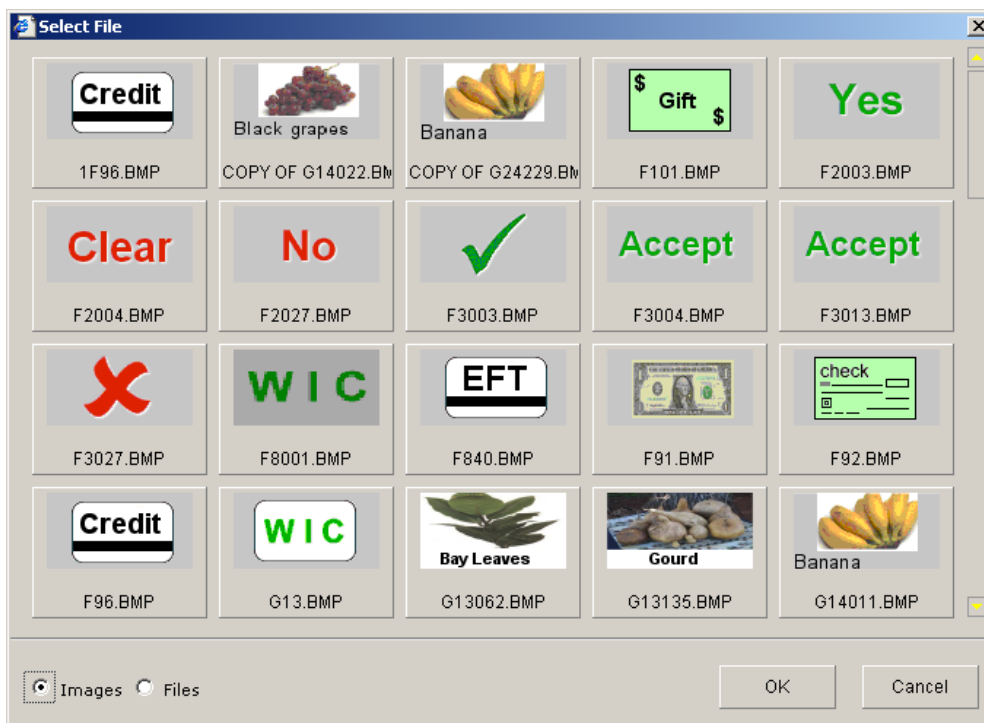 Select File
Credit
1F96.BMP
Black grapes
COPY OF G14022.BM
Banana
COPY OF G24229.BM
$
Gift
$
F101.BMP
Yes
F2003.BMP
Clear
F2004.BMP
No
F2027.BMP
F3003.BMP
Accept
F3004.BMP
Accept
F3013.BMP
F3027.BMP
W I C
F8001.BMP
EFT
F840.BMP
F91.BMP
check
F92.BMP
Credit
F96.BMP
W I C
G13.BMP
Bay Leaves
G13062.BMP
Gourd
G13135.BMP
Banana
G14011.BMP
Images
Files
OK
Cancel